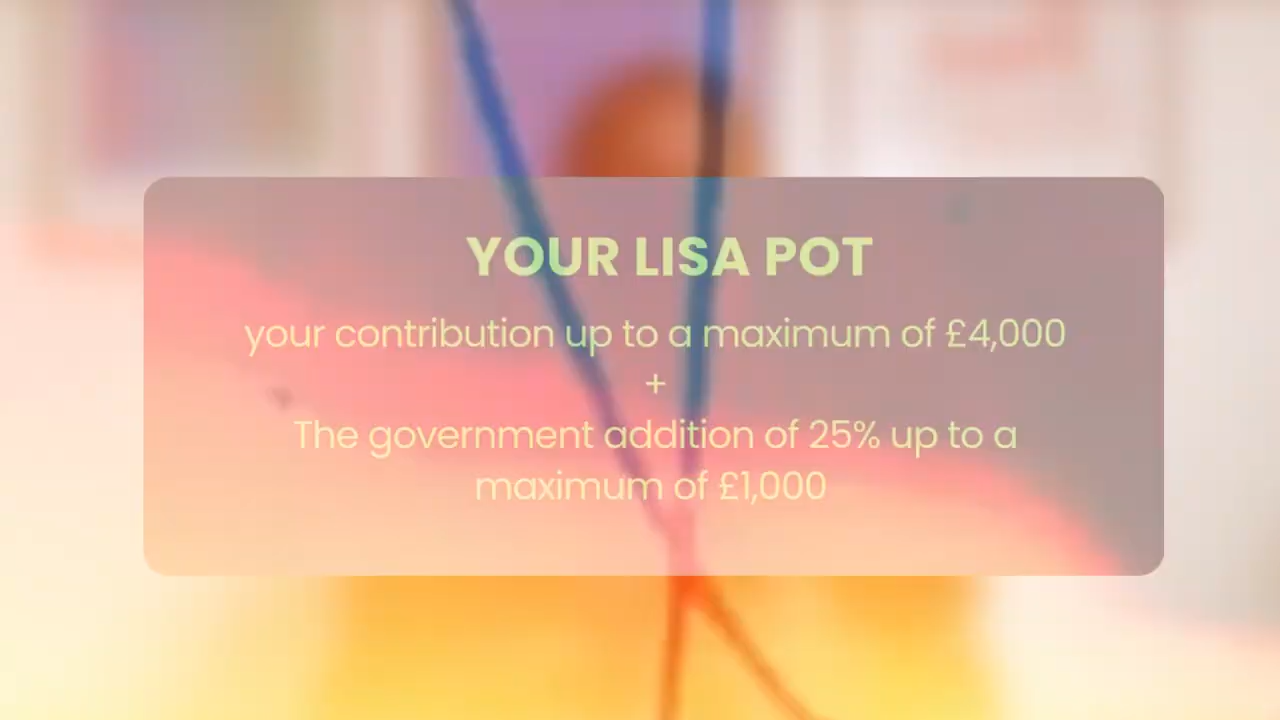 YOUR LISA POT
your contribution up to a maximum of £4,000
+
The government addition of 25% up to a
maximum of £1,000